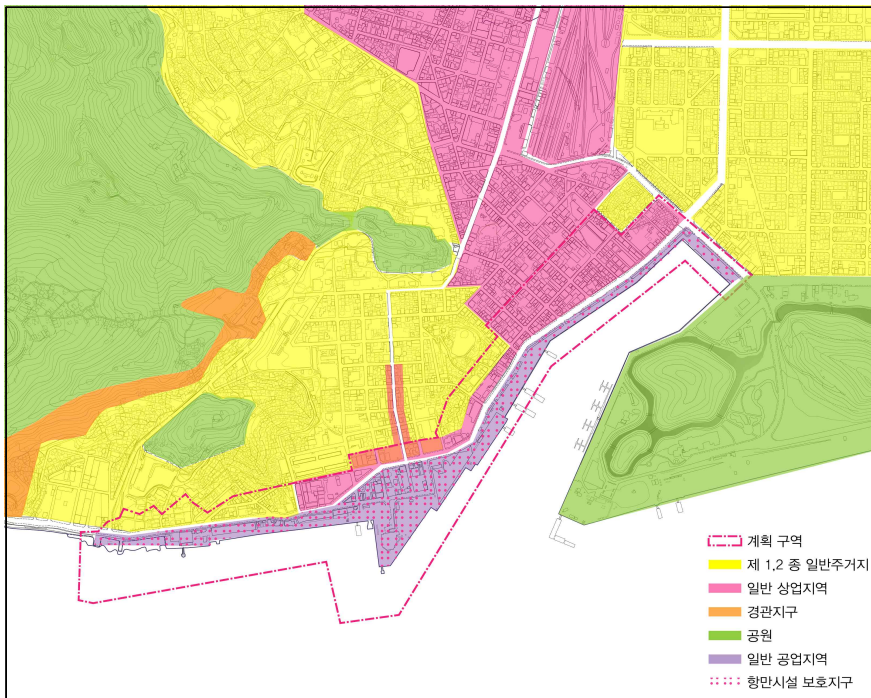 계획 구역
제 1,2 종 일반주거지
일반 상업지역
경관지구
공원
일반 공업지역
항만시설 보호지구